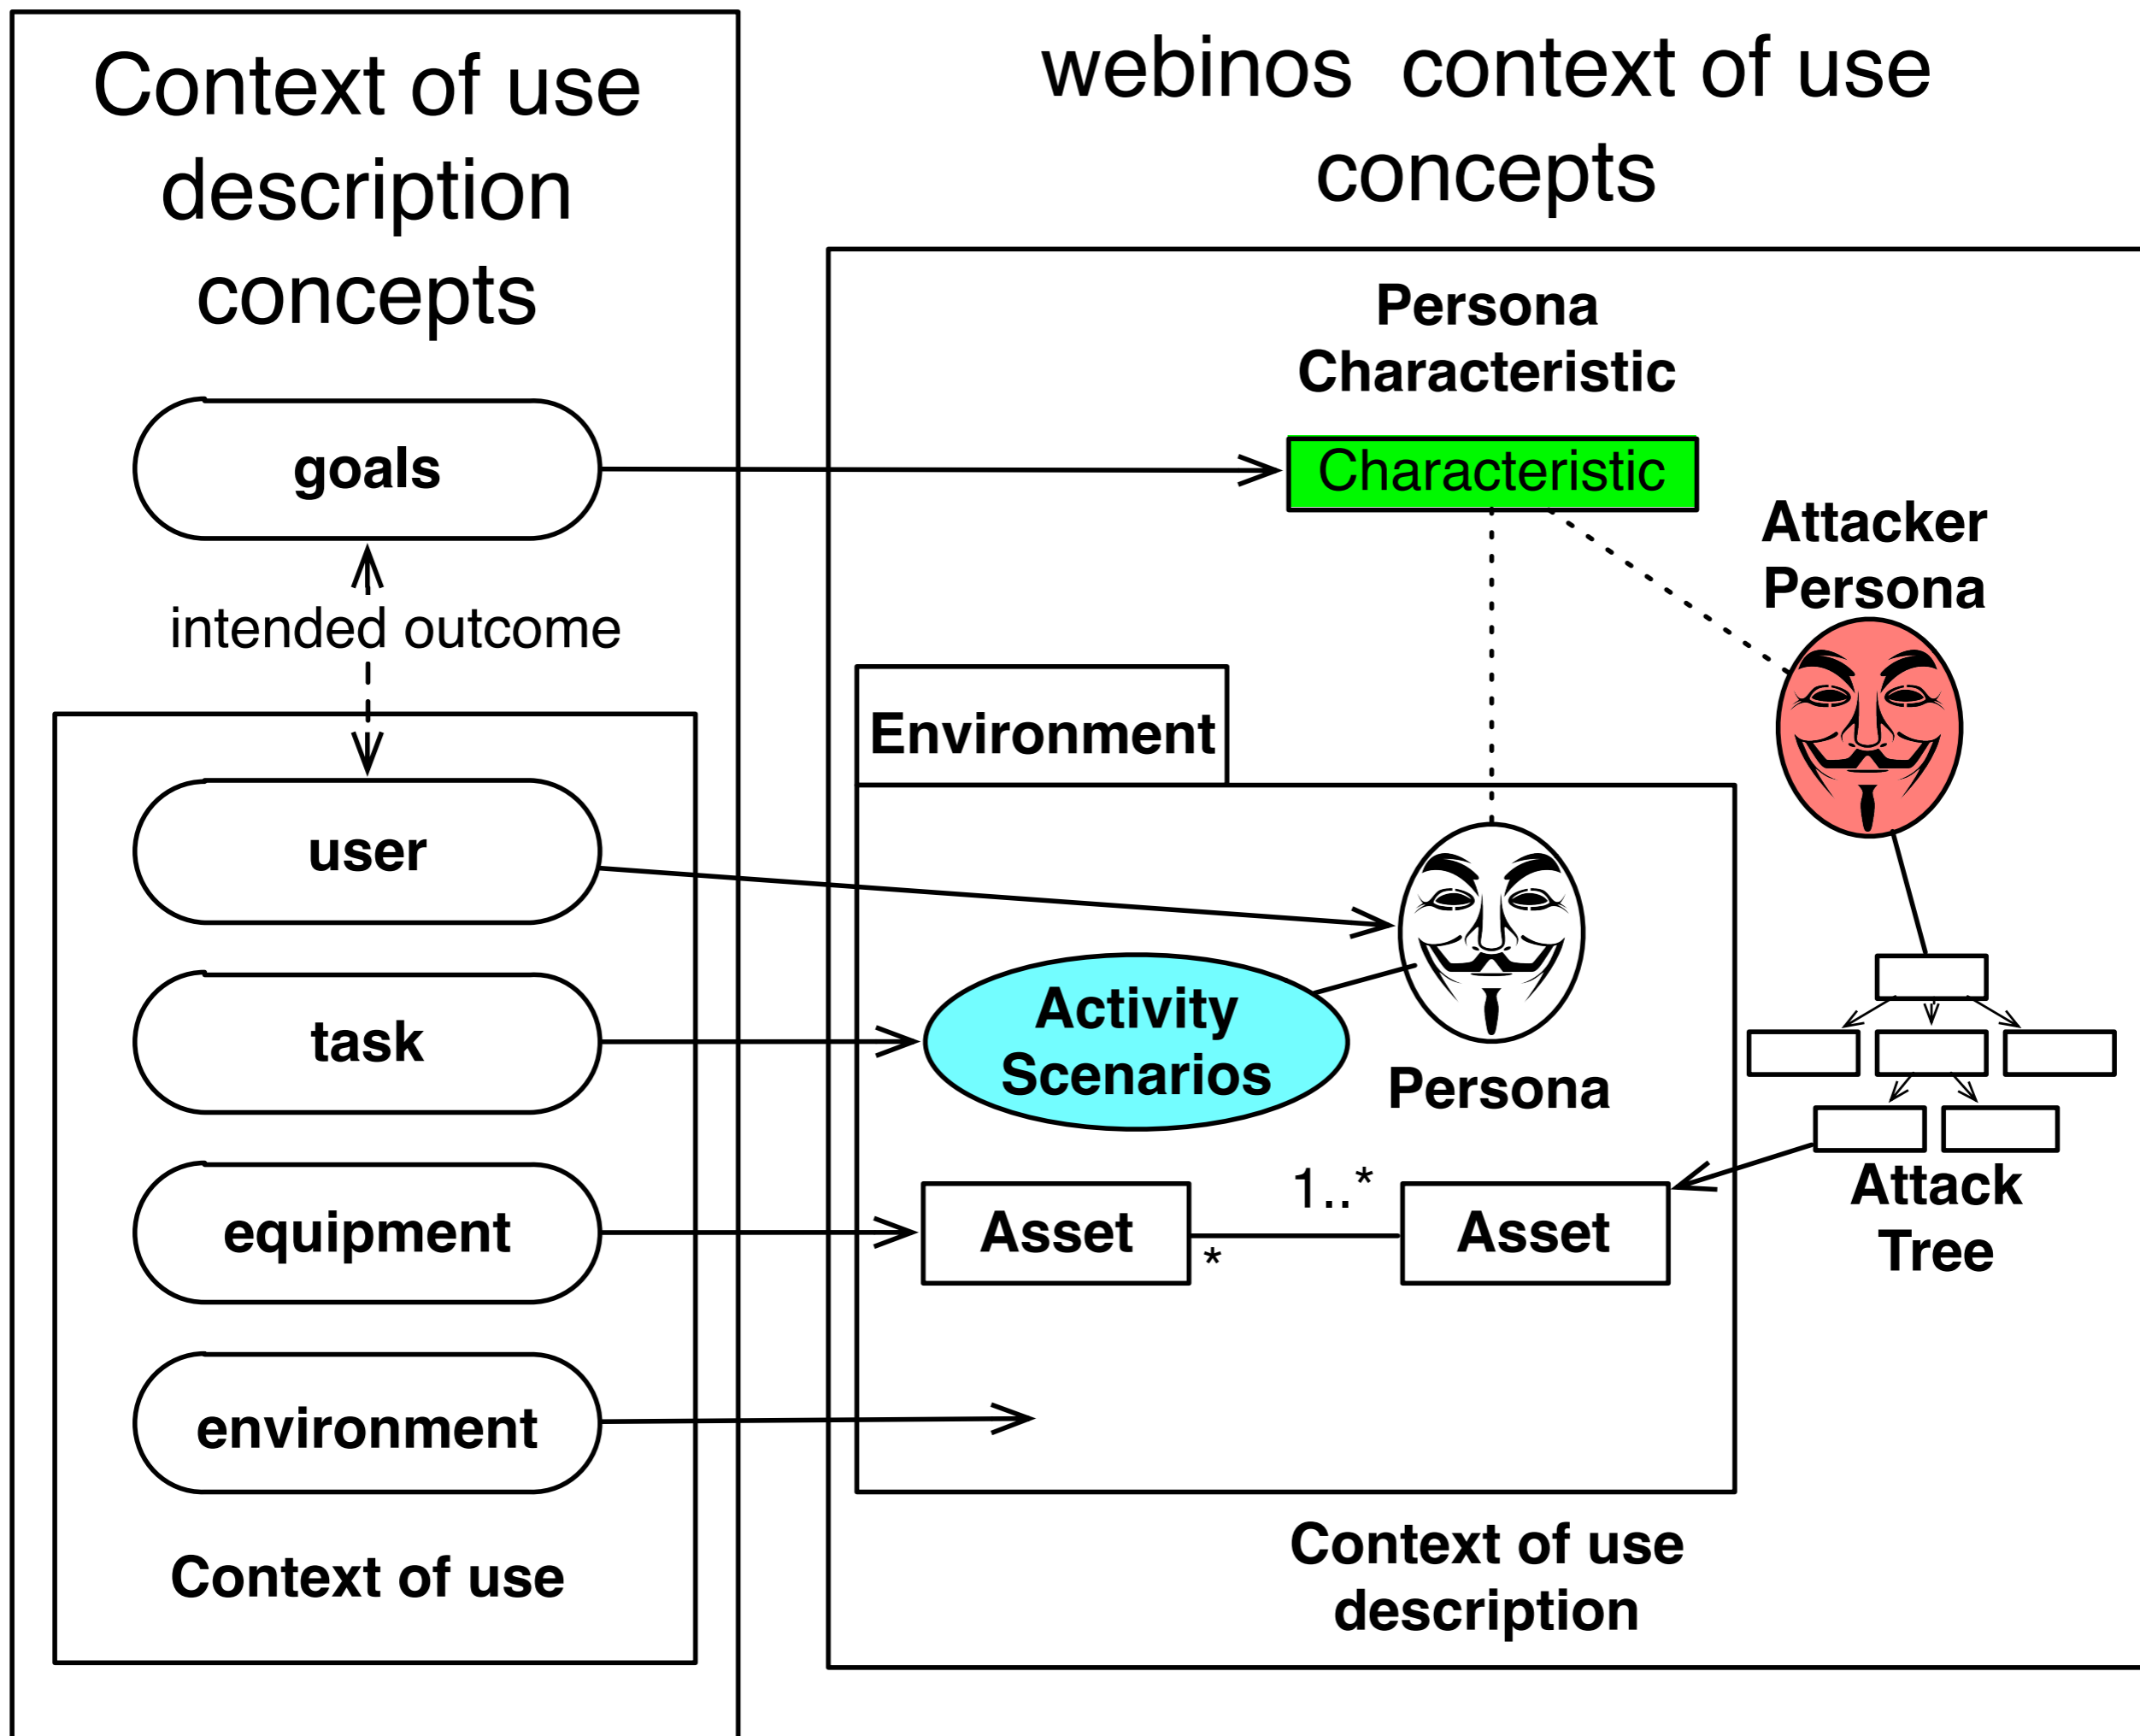 Context of use
description
concepts
goals
intended outcome
user
task
equipment
environment
Context of use
webinos  context of use
concepts
Persona
Characteristic
Characteristic
Attacker
Persona
Environment
Activity
Scenarios
Persona
Asset
1..*
*
Asset
Attack
Tree
Context of use
description